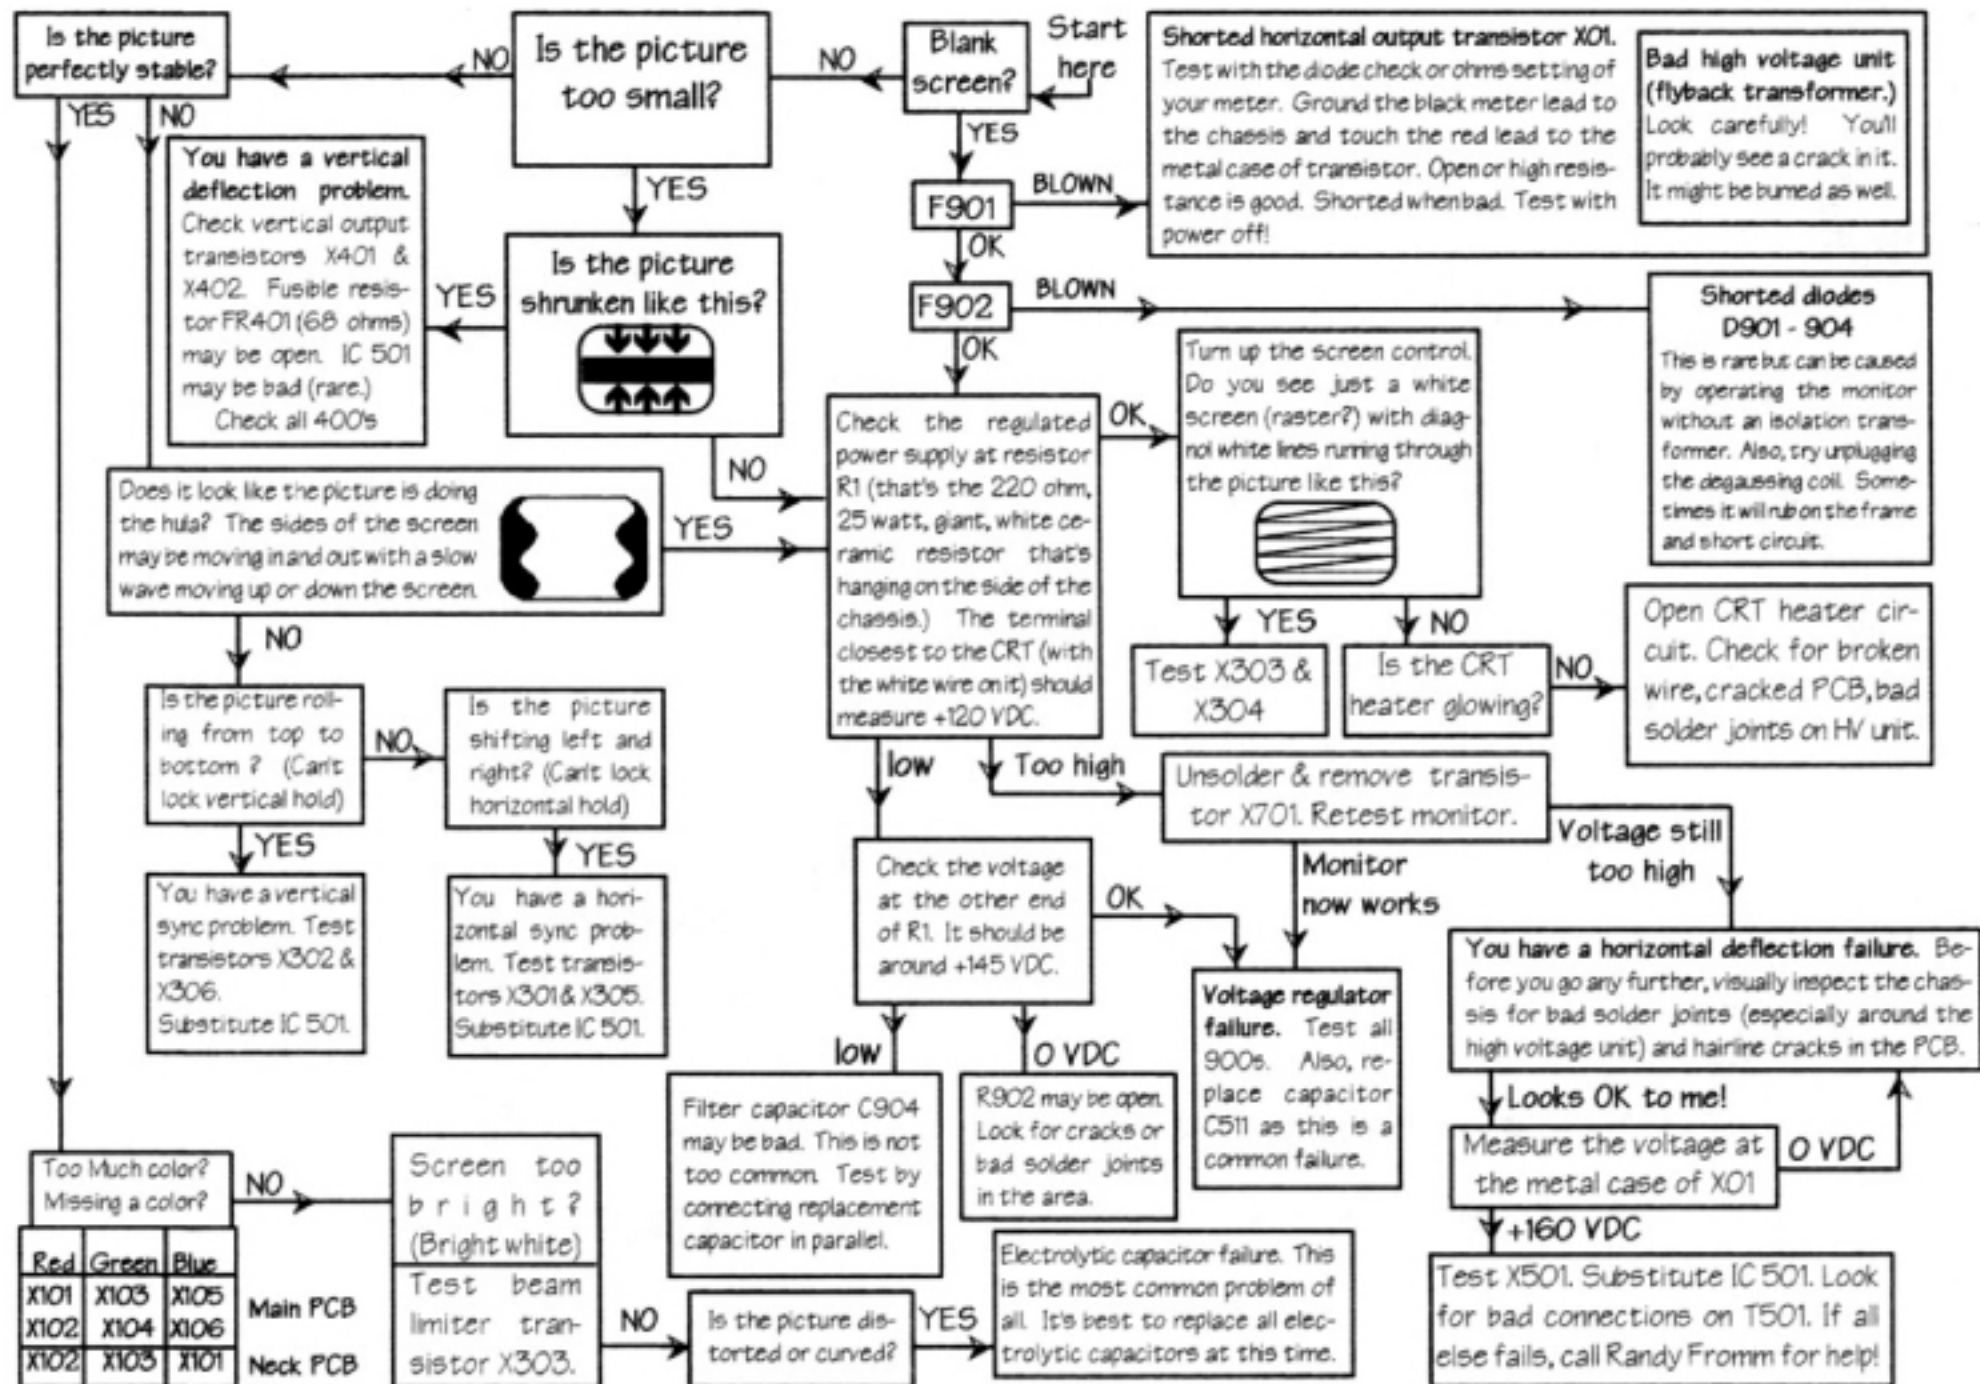 Is the picture
perfectly stable?
NO
Is the picture
too small?
NO
Blank
screen?
Start
here
YES
NO
YES
YES
You have a vertical
deflection problem.
Check vertical output
transistors X401 &
X402. Fusible resis-
tor FR401 (68 ohms)
may be open. IC 501
may be bad (rare.)
Check all 400's
YES
Is the picture
shrunken like this?
NO
F901
BLOWN
OK
F902
BLOWN
OK
Shorted horizontal output transistor X01.
Test with the diode check or ohms setting of
your meter. Ground the black meter lead to
the chassis and touch the red lead to the
metal case of transistor. Open or high resis-
tance is good. Shorted when bad. Test with
power off!
Bad high voltage unit
(flyback transformer.)
Look carefully! You'll
probably see a crack in it.
It might be burned as well.
Shorted diodes
D901 - 904
This is rare but can be caused
by operating the monitor
without an isolation trans-
former. Also, try unplugging
the degaussing coil. Some-
times it will rub on the frame
and short circuit.
Does it look like the picture is doing
the hula? The sides of the screen
may be moving in and out with a slow
wave moving up or down the screen.
YES
NO
Check the regulated
power supply at resistor
R1 (that's the 220 ohm,
25 watt, giant, white ce-
ramic resistor that's
hanging on the side of the
chassis.) The terminal
closest to the CRT (with
the white wire on it) should
measure +120 VDC.
OK
Turn up the screen control.
Do you see just a white
screen (raster?) with diag-
nol white lines running through
the picture like this?
YES
NO
Test X303 &
X304
Is the CRT
heater glowing?
NO
Open CRT heater cir-
cuit. Check for broken
wire, cracked PCB, bad
solder joints on HV unit.
Is the picture roll-
ing from top to
bottom ? (Can't
lock vertical hold)
NO
Is the picture
shifting left and
right? (Can't lock
horizontal hold)
YES
YES
You have a vertical
sync problem. Test
transistors X302 &
X306.
Substitute IC 501.
You have a hori-
zontal sync prob-
lem. Test transis-
tors X301 & X305.
Substitute IC 501.
low
Too high
Unsolder & remove transis-
tor X701. Retest monitor.
Voltage still
too high
Monitor
now works
Check the voltage
at the other end
of R1. It should be
around +145 VDC.
OK
low
0 VDC
Voltage regulator
failure. Test all
900s. Also, re-
place capacitor
C511 as this is a
common failure.
You have a horizontal deflection failure. Be-
fore you go any further, visually inspect the chas-
sis for bad solder joints (especially around the
high voltage unit) and hairline cracks in the PCB.
Looks OK to me!
Measure the voltage at
the metal case of X01
0 VDC
+160 VDC
Test X501. Substitute IC 501. Look
for bad connections on T501. If all
else fails, call Randy Fromm for help!
Filter capacitor C904
may be bad. This is not
too common. Test by
connecting replacement
capacitor in parallel.
R902 may be open.
Look for cracks or
bad solder joints
in the area.
Too Much color?
Missing a color?
NO
Red Green Blue
X101 X103 X105
X102 X104 X106
Main PCB
X102 X103 X101
Neck PCB
Screen too
bright?
(Bright white)
Test beam
limiter tran-
sistor X303.
NO
Is the picture dis-
torted or curved?
YES
Electrolytic capacitor failure. This
is the most common problem of
all. It's best to replace all elec-
trolytic capacitors at this time.